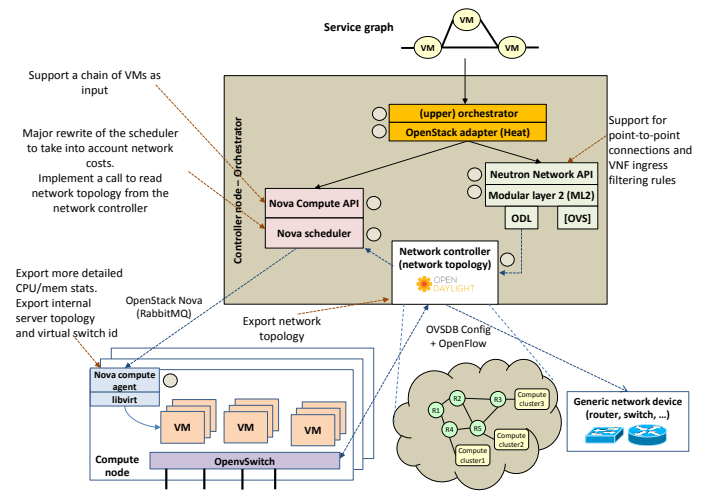 Service graph
VM
VM
VM
Support a chain of VMs as
input
Major rewrite of the scheduler
to take into account network
costs.
Implement a call to read
network topology from the
network controller
Controller node – Orchestrator
(upper) orchestrator
OpenStack adapter (Heat)
Support for
point-to-point
connections and
VNF ingress
filtering rules
Neutron Network API
Modular layer 2 (ML2)
ODL
[OVS]
Nova Compute API
Nova scheduler
Network controller
(network topology)
OPEN
DAYLIGHT
Export more detailed
CPU/mem stats.
Export internal
server topology
and virtual switch id
OpenStack Nova
(RabbitMQ)
Export network
topology
OVSDB Config
+ OpenFlow
Nova compute
agent
libvirt
VM
VM
VM
Compute
node
OpenvSwitch
R1
R2
R3
R4
R5
Compute
cluster3
Compute
cluster2
Compute
cluster1
Generic network device
(router, switch, …)